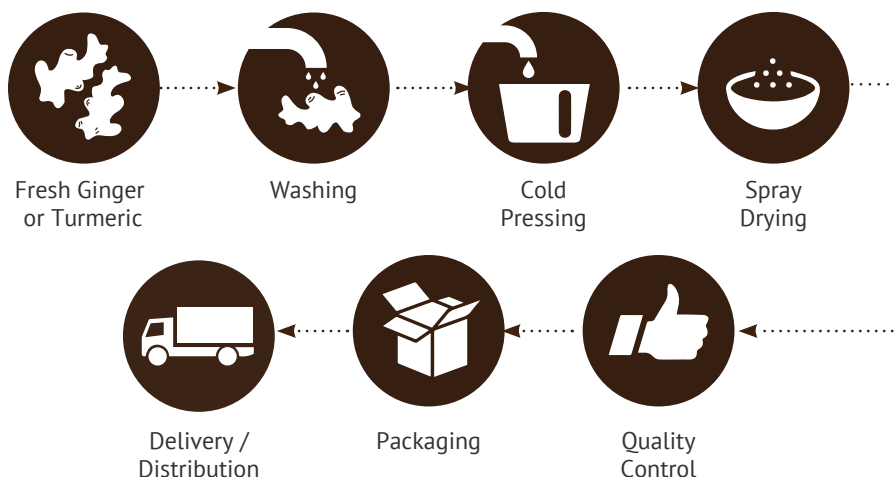 Fresh Ginger
or Turmeric
Washing
Cold
Pressing
Spray
Drying
Delivery /
Distribution
Packaging
Quality
Control